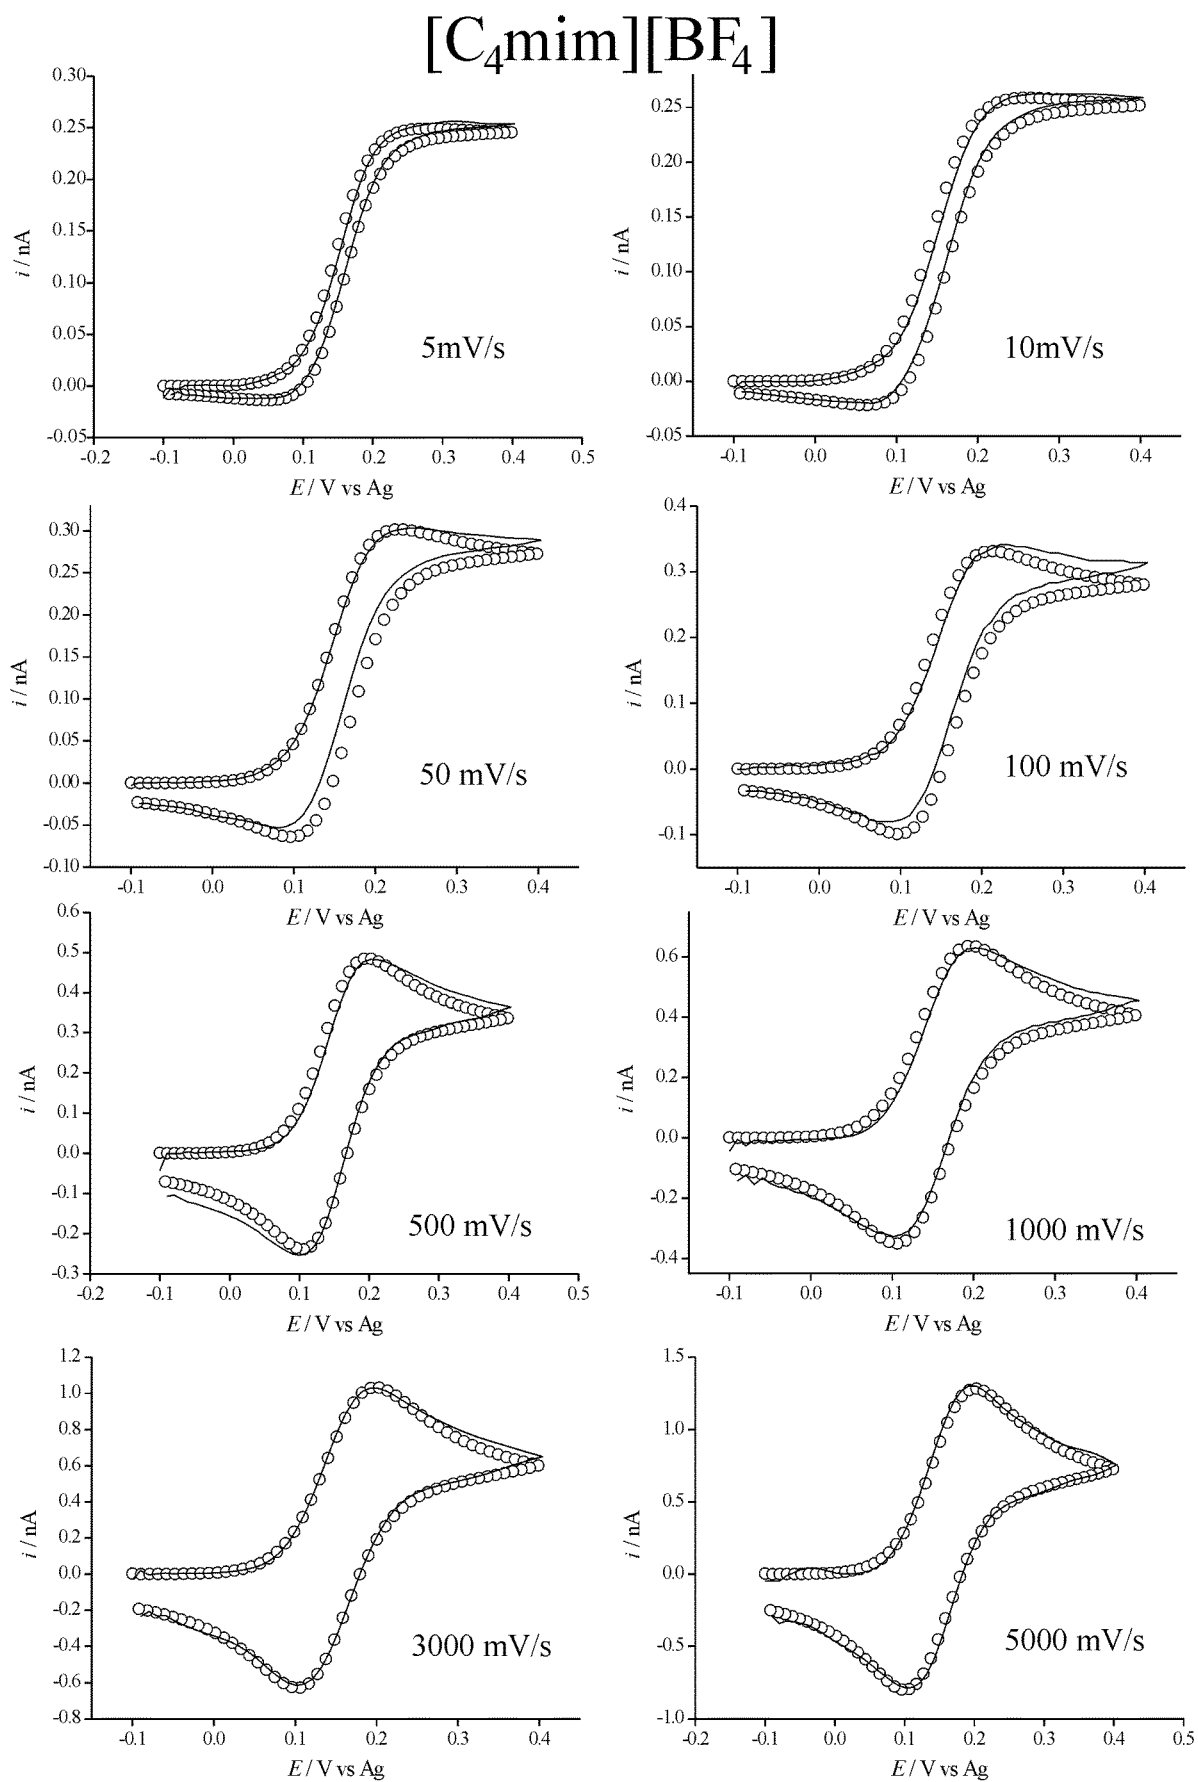 [C4mim][BF4]
0.30
0.25
0.20
0.15
0.10
0.05
0.00
-0.05
i / nA
5mV/s
-0.2 -0.1 0.0 0.1 0.2 0.3 0.4 0.5
E / V vs Ag
0.25
0.20
0.15
0.10
0.05
0.00
-0.05
i / nA
10mV/s
-0.1 0.0 0.1 0.2 0.3 0.4
E / V vs Ag
0.30
0.25
0.20
0.15
0.10
0.05
0.00
-0.05
-0.10
i / nA
50 mV/s
-0.1 0.0 0.1 0.2 0.3 0.4
E / V vs Ag
0.4
0.3
0.2
0.1
0.0
-0.1
i / nA
100 mV/s
-0.1 0.0 0.1 0.2 0.3 0.4
E / V vs Ag
0.6
0.5
0.4
0.3
0.2
0.1
0.0
-0.1
-0.2
-0.3
i / nA
500 mV/s
-0.2 -0.1 0.0 0.1 0.2 0.3 0.4 0.5
E / V vs Ag
0.6
0.4
0.2
0.0
-0.2
-0.4
i / nA
1000 mV/s
-0.1 0.0 0.1 0.2 0.3 0.4
E / V vs Ag
1.2
1.0
0.8
0.6
0.4
0.2
0.0
-0.2
-0.4
-0.6
-0.8
i / nA
3000 mV/s
-0.1 0.0 0.1 0.2 0.3 0.4
E / V vs Ag
1.5
1.0
0.5
0.0
-0.5
-1.0
i / nA
5000 mV/s
-0.2 -0.1 0.0 0.1 0.2 0.3 0.4 0.5
E / V vs Ag